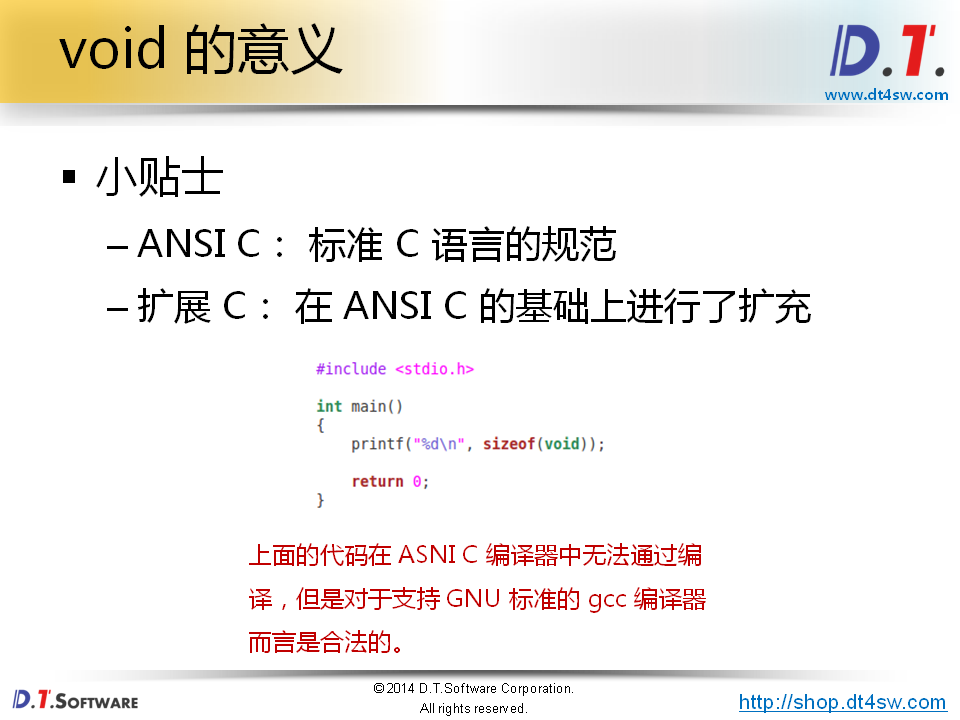 void 的意义
D.T.
www.dt4sw.com
▪ 小贴士
– ANSI C： 标准 C 语言的规范
– 扩展 C： 在 ANSI C 的基础上进行了扩充
#include <stdio.h>
int main()
{
    printf("%d\n", sizeof(void));
    return 0;
}
上面的代码在 ASNI C 编译器中无法通过编
译，但是对于支持 GNU 标准的 gcc 编译器
而言是合法的。
D.T.SOFTWARE
©2014 D.T.Software Corporation.
All rights reserved.
http://shop.dt4sw.com